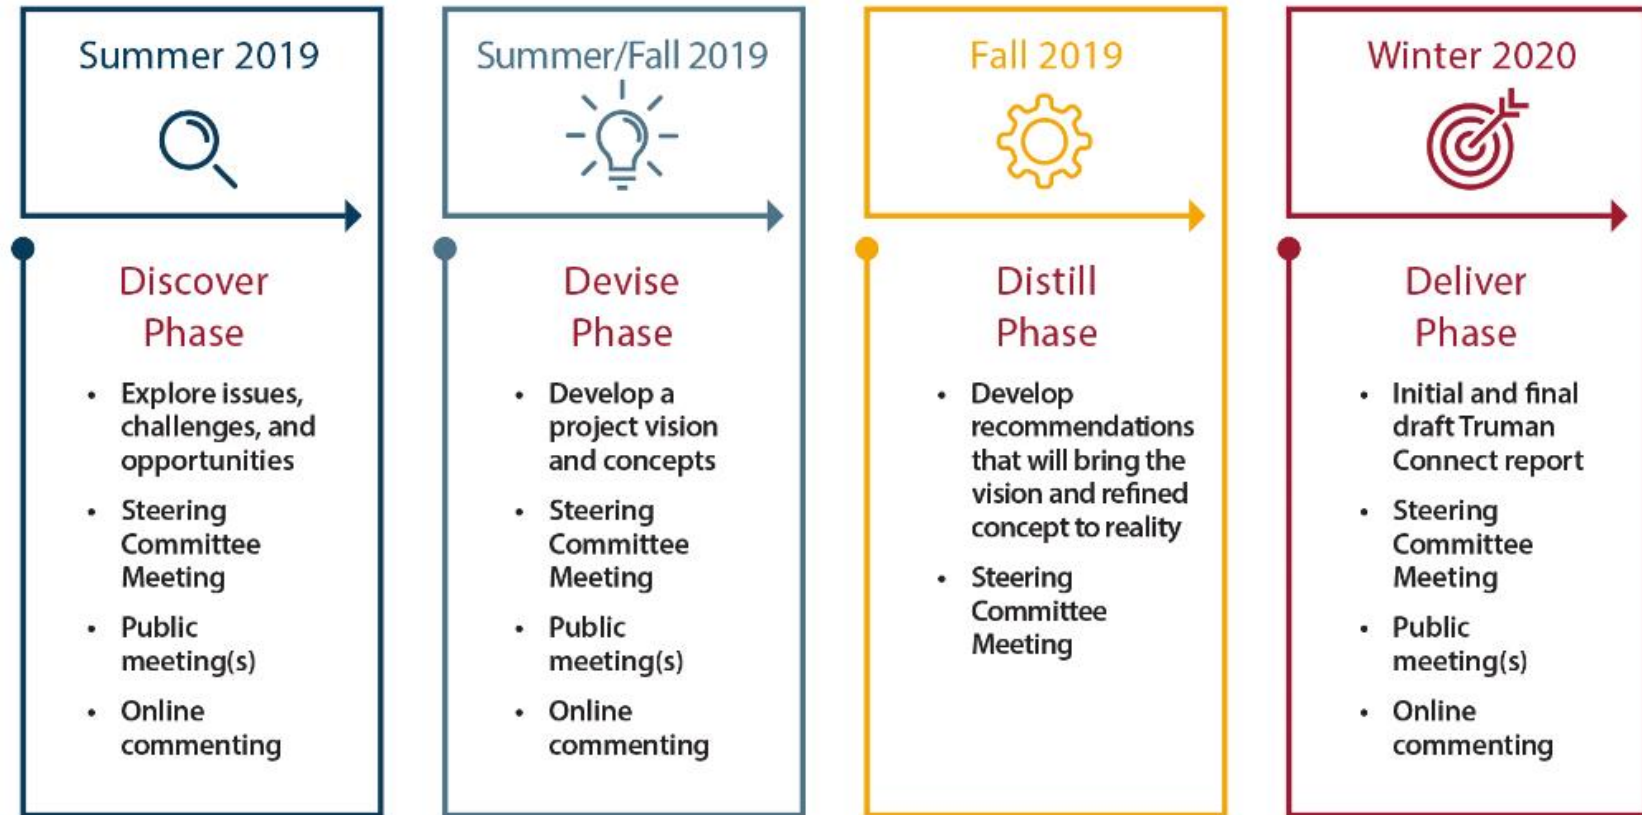 Summer 2019
Discover
Phase
• Explore issues,
challenges, and
opportunities
• Steering
Committee
Meeting
• Public
meeting(s)
• Online
commenting
Summer/Fall 2019
Devise
Phase
• Develop a
project vision
and concepts
• Steering
Committee
Meeting
• Public
meeting(s)
• Online
commenting
Fall 2019
Distill
Phase
• Develop
recommendations
that will bring the
vision and refined
concept to reality
• Steering
Committee
Meeting
Winter 2020
Deliver
Phase
• Initial and final
draft Truman
Connect report
• Steering
Committee
Meeting
• Public
meeting(s)
• Online
commenting